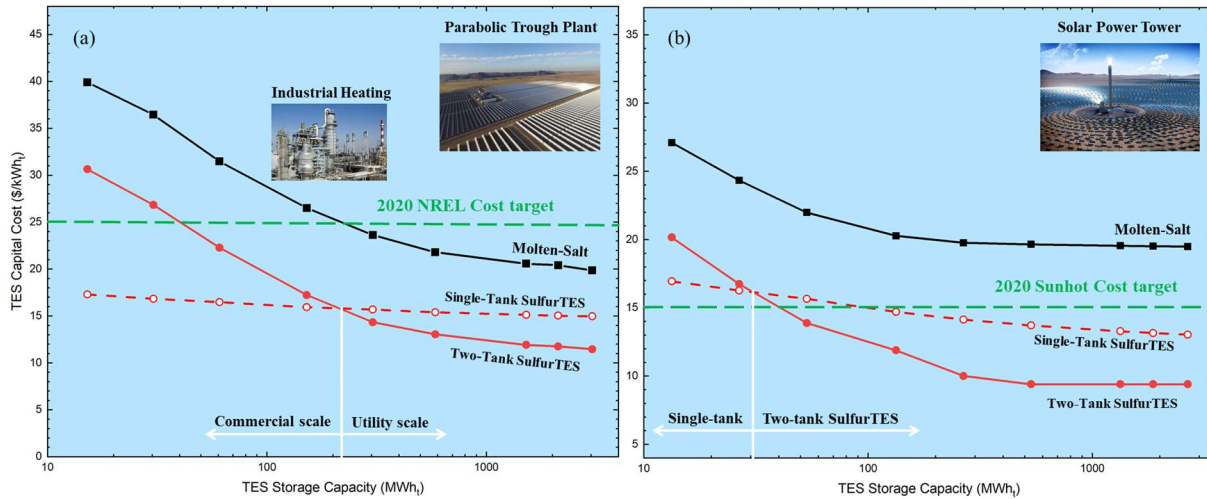 (a)
Parabolic Trough Plant
Industrial Heating
2020 NREL Cost target
Molten-Salt
Single-Tank SulfurTES
Two-Tank SulfurTES
Commercial scale
Utility scale
TES Capital Cost ($/kWht)
0
5
10
15
20
25
30
35
40
45
10
100
1000
TES Storage Capacity (MWht)
(b)
Solar Power Tower
Molten-Salt
2020 Sunhot Cost target
Single-Tank SulfurTES
Two-Tank SulfurTES
Single-tank
Two-tank SulfurTES
5
10
15
20
25
30
35
10
100
1000
TES Storage Capacity (MWht)